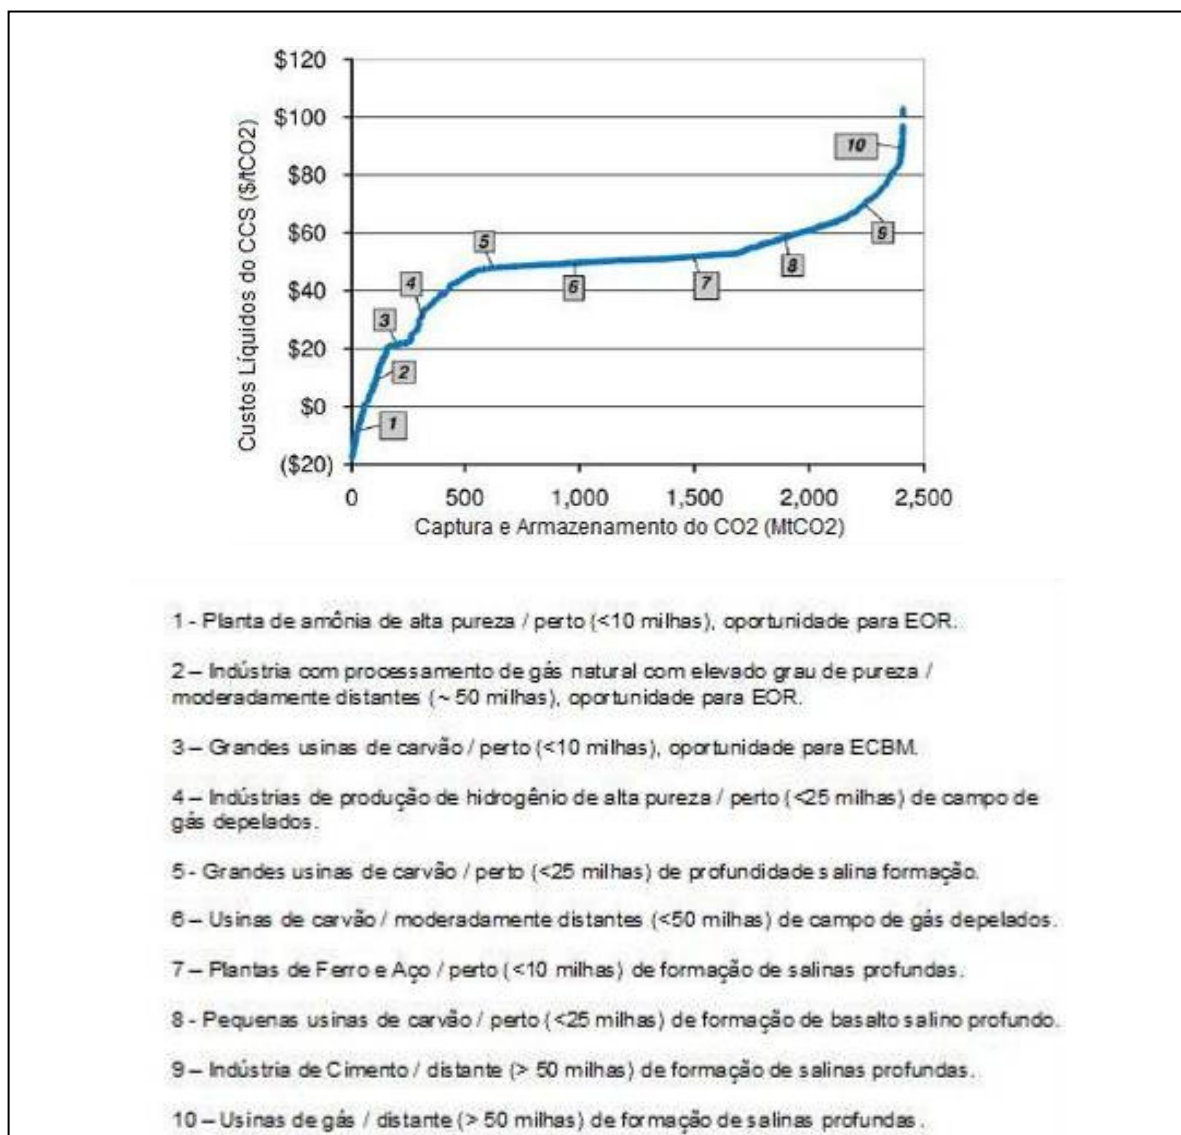 $120
$100
$80
$60
$40
$20
$0
($20)
Custos Líquidos do CCS ($/tCO2)
10
9
8
7
6
5
4
3
2
1
0
500
1,000
1,500
2,000
2,500
Captura e Armazenamento do CO2 (MtCO2)
1 - Planta de amônia de alta pureza / perto (<10 milhas), oportunidade para EOR.
2 – Indústria com processamento de gás natural com elevado grau de pureza /
moderadamente distantes (~ 50 milhas), oportunidade para EOR.
3 – Grandes usinas de carvão / perto (<10 milhas), oportunidade para ECBM.
4 – Indústrias de produção de hidrogênio de alta pureza / perto (<25 milhas) de campo de
gás depelados.
5 - Grandes usinas de carvão / perto (<25 milhas) de profundidade salina formação.
6 – Usinas de carvão / moderadamente distantes (<50 milhas) de campo de gás depelados.
7 – Plantas de Ferro e Aço / perto (<10 milhas) de formação de salinas profundas.
8 - Pequenas usinas de carvão / perto (<25 milhas) de formação de basalto salino profundo.
9 – Indústria de Cimento / distante (> 50 milhas) de formação de salinas profundas.
10 – Usinas de gás / distante (> 50 milhas) de formação de salinas profundas.